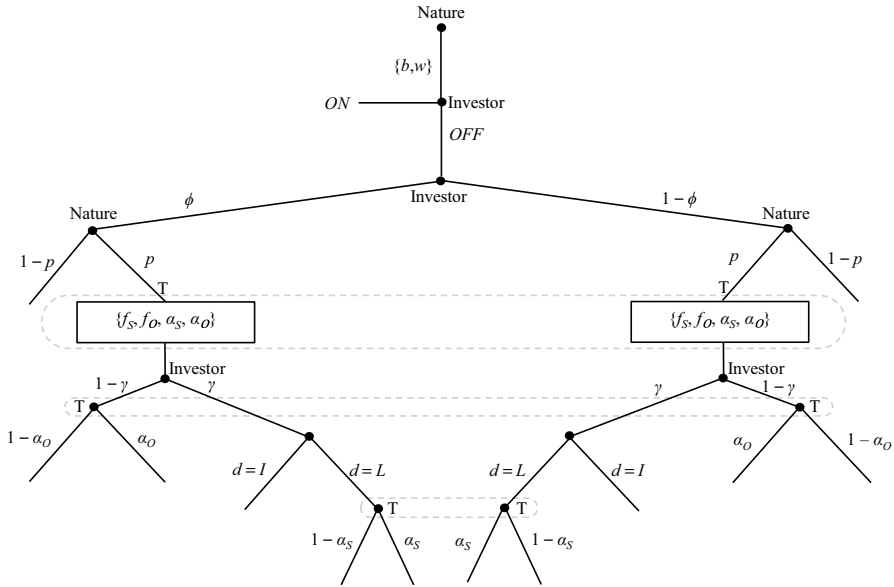 Nature
{b,w}
ON
Investor
OFF
Investor
ϕ
1 – ϕ
Nature
Nature
1 – p
p
p
1 – p
T
T
{f_S, f_O, α_S, α_O}
{f_S, f_O, α_S, α_O}
Investor
Investor
1 – γ
γ
γ
1 – γ
T
T
1 – α_O
α_O
α_O
1 – α_O
d = I
d = L
d = L
d = I
T
T
1 – α_S
α_S
α_S
1 – α_S